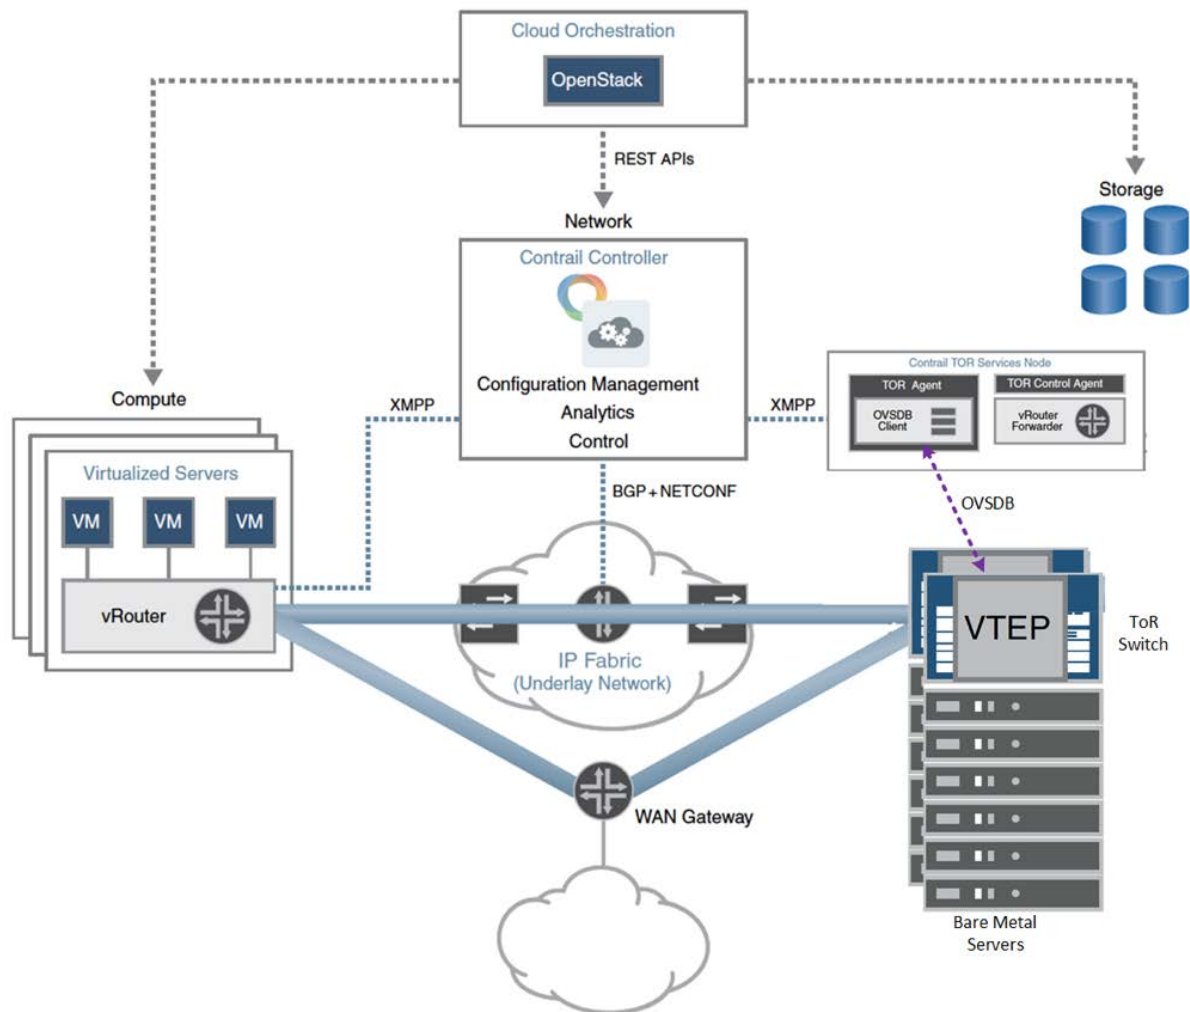 Cloud Orchestration
OpenStack
REST APIs
Storage
Network
Contrail Controller
Configuration Management
Analytics
Control
Contrail TOR Services Node
TOR Agent
OVSDB
Client
TOR Control Agent
vRouter
Forwarder
Compute
XMPP
XMPP
Virtualized Servers
VM
VM
VM
vRouter
BGP + NETCONF
OVSDB
IP Fabric
(Underlay Network)
VTEP
ToR
Switch
WAN Gateway
Bare Metal
Servers